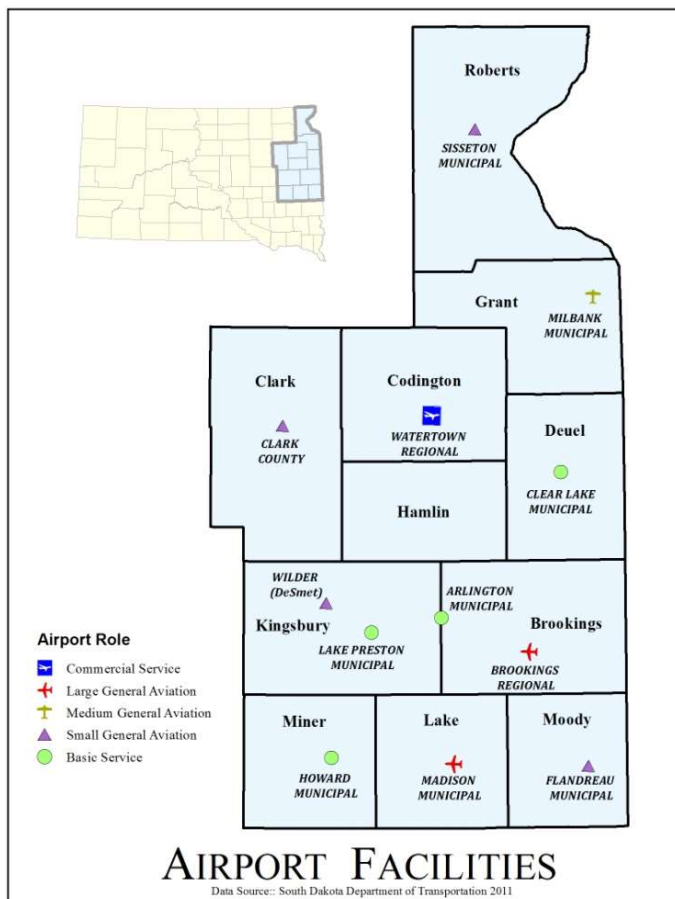 Roberts
SISSETON
MUNICIPAL
Grant
MILBANK
MUNICIPAL
Clark
CLARK
COUNTY
Codington
WATERTOWN
REGIONAL
Deuel
CLEAR LAKE
MUNICIPAL
Hamlin
WILDER
(DeSmet)
Kingsbury
LAKE PRESTON
MUNICIPAL
ARLINGTON
MUNICIPAL
Brookings
BROOKINGS
REGIONAL
Airport Role
Commercial Service
Large General Aviation
Medium General Aviation
Small General Aviation
Basic Service
Miner
HOWARD
MUNICIPAL
Lake
MADISON
MUNICIPAL
Moody
FLANDREAU
MUNICIPAL
AIRPORT FACILITIES
Data Source:: South Dakota Department of Transportation 2011